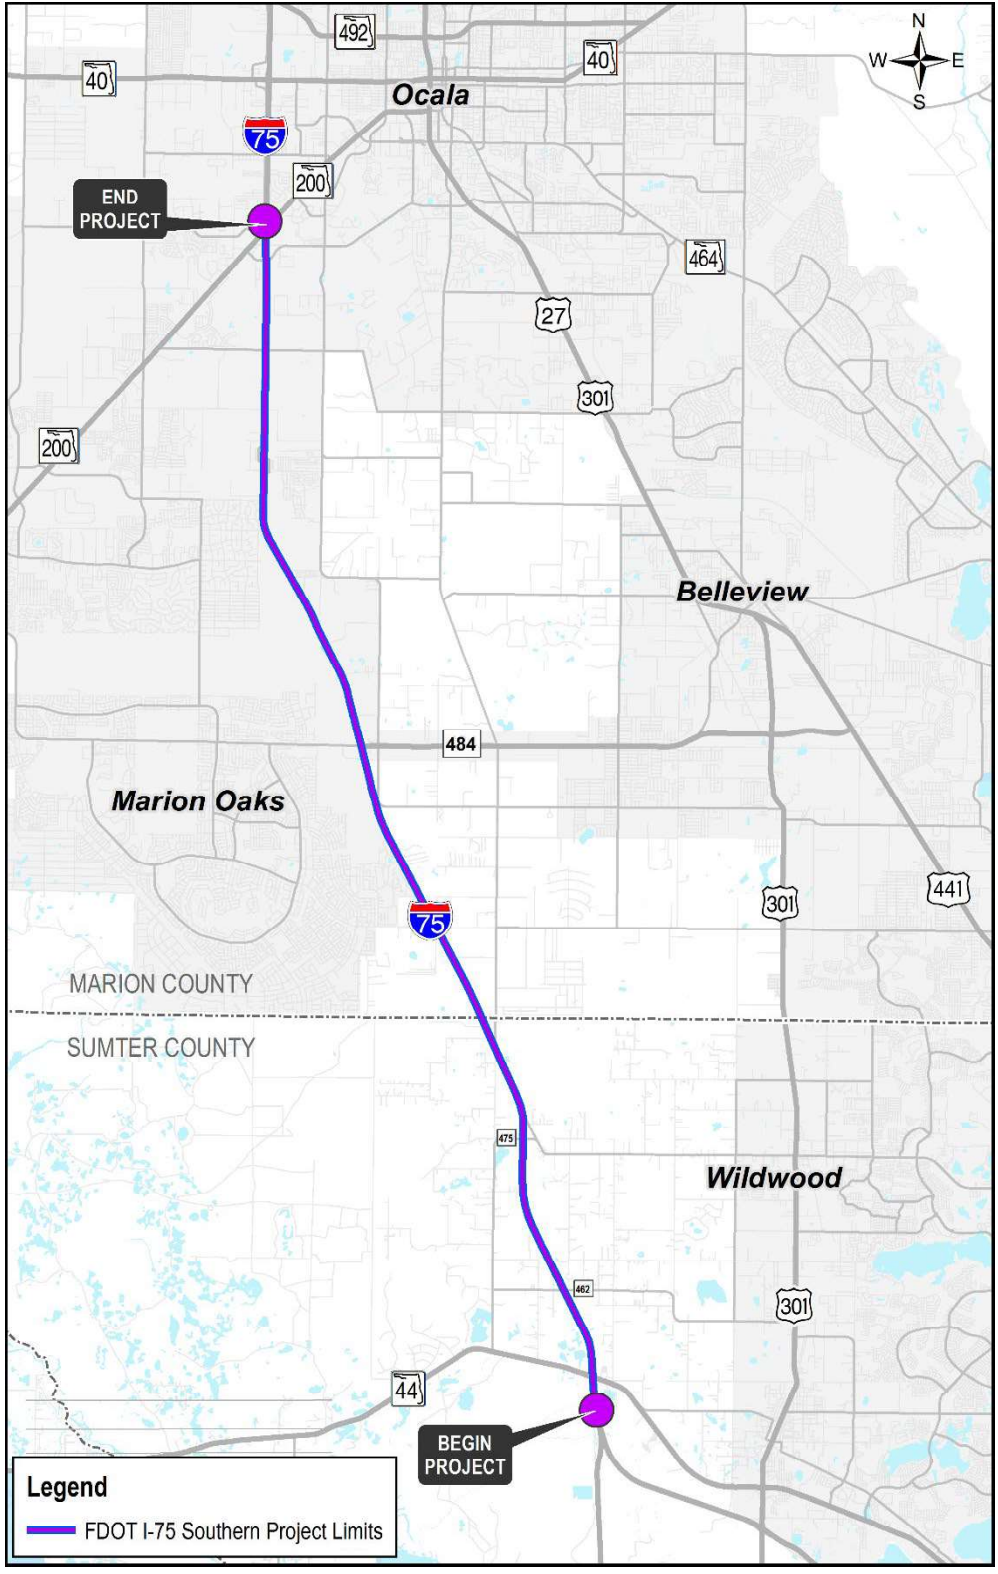 492
N
40
40
W
E
Ocala
S
75
200
END
PROJECT
464
27
301
200
Belleview
484
Marion Oaks
441
301
75
MARION COUNTY
SUMTER COUNTY
475
Wildwood
462
301
44
BEGIN
PROJECT
Legend
FDOT I-75 Southern Project Limits